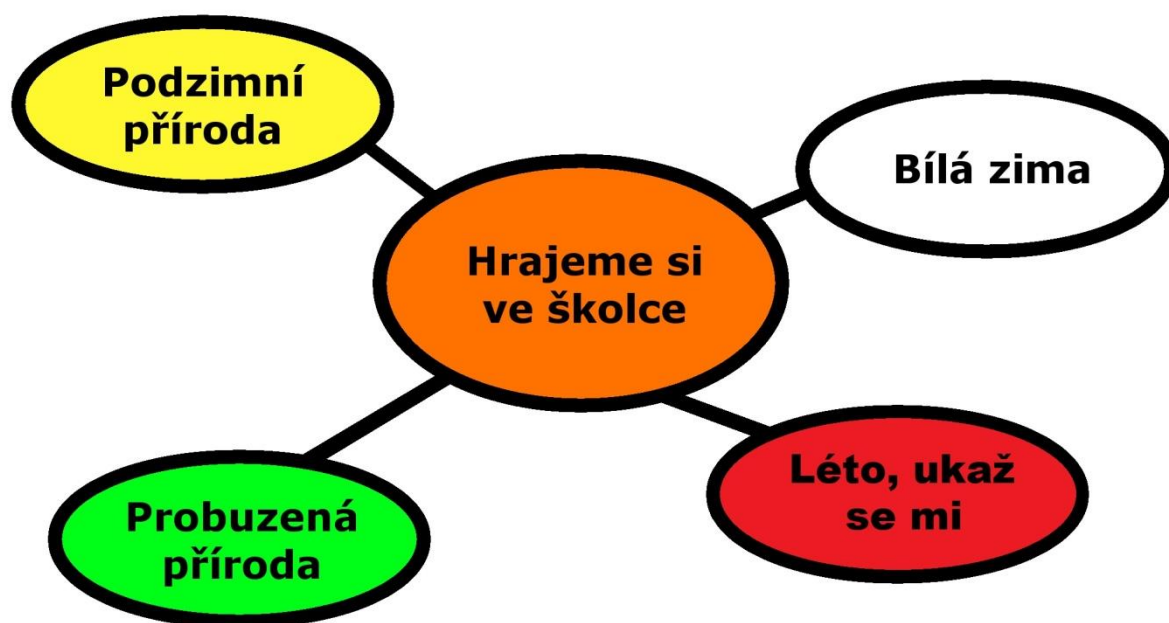 Podzimní
příroda
Bílá zima
Hrajeme si
ve školce
Léto, ukaž
se mi
Probuzená
příroda